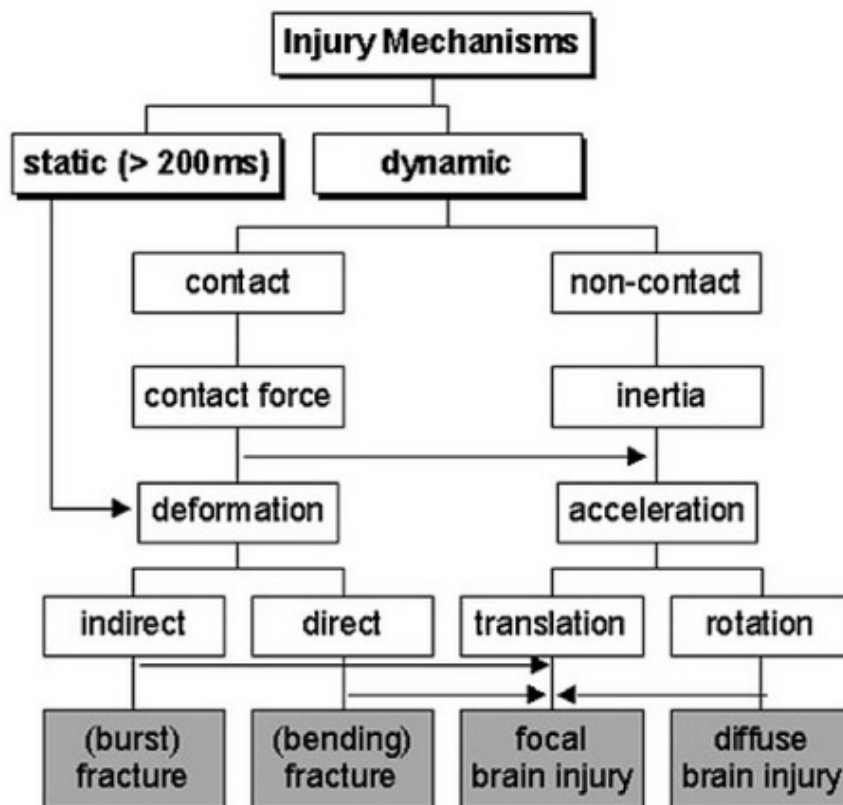 Injury Mechanisms
static (> 200ms)
dynamic
contact
non-contact
contact force
inertia
deformation
acceleration
indirect
direct
translation
rotation
(burst)
fracture
(bending)
fracture
focal
brain injury
diffuse
brain injury